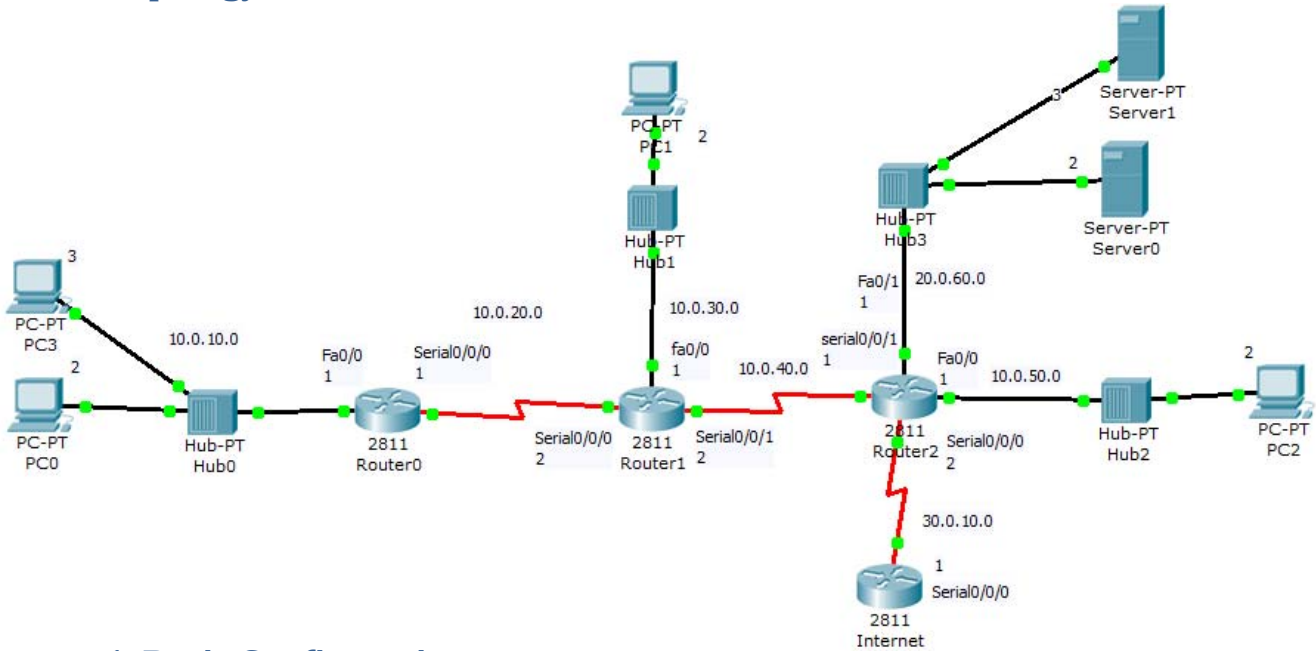 Server-PT
Server1
3
PC-PT
PC1
2
2
Server-PT
Server0
Hub-PT
Hub3
Hub-PT
Hub1
3
PC-PT
PC3
10.0.10.0
10.0.20.0
10.0.30.0
Fa0/1
1
20.0.60.0
2
PC-PT
PC0
Hub-PT
Hub0
Fa0/0
1
Serial0/0/0
1
2811
Router0
fa0/0
1
10.0.40.0
serial0/0/1
1
Fa0/0
1
10.0.50.0
2
Serial0/0/0
2
2811
Router1
Serial0/0/1
2
2811
Router2
Serial0/0/0
2
Hub-PT
Hub2
PC-PT
PC2
30.0.10.0
1
Serial0/0/0
2811
Internet